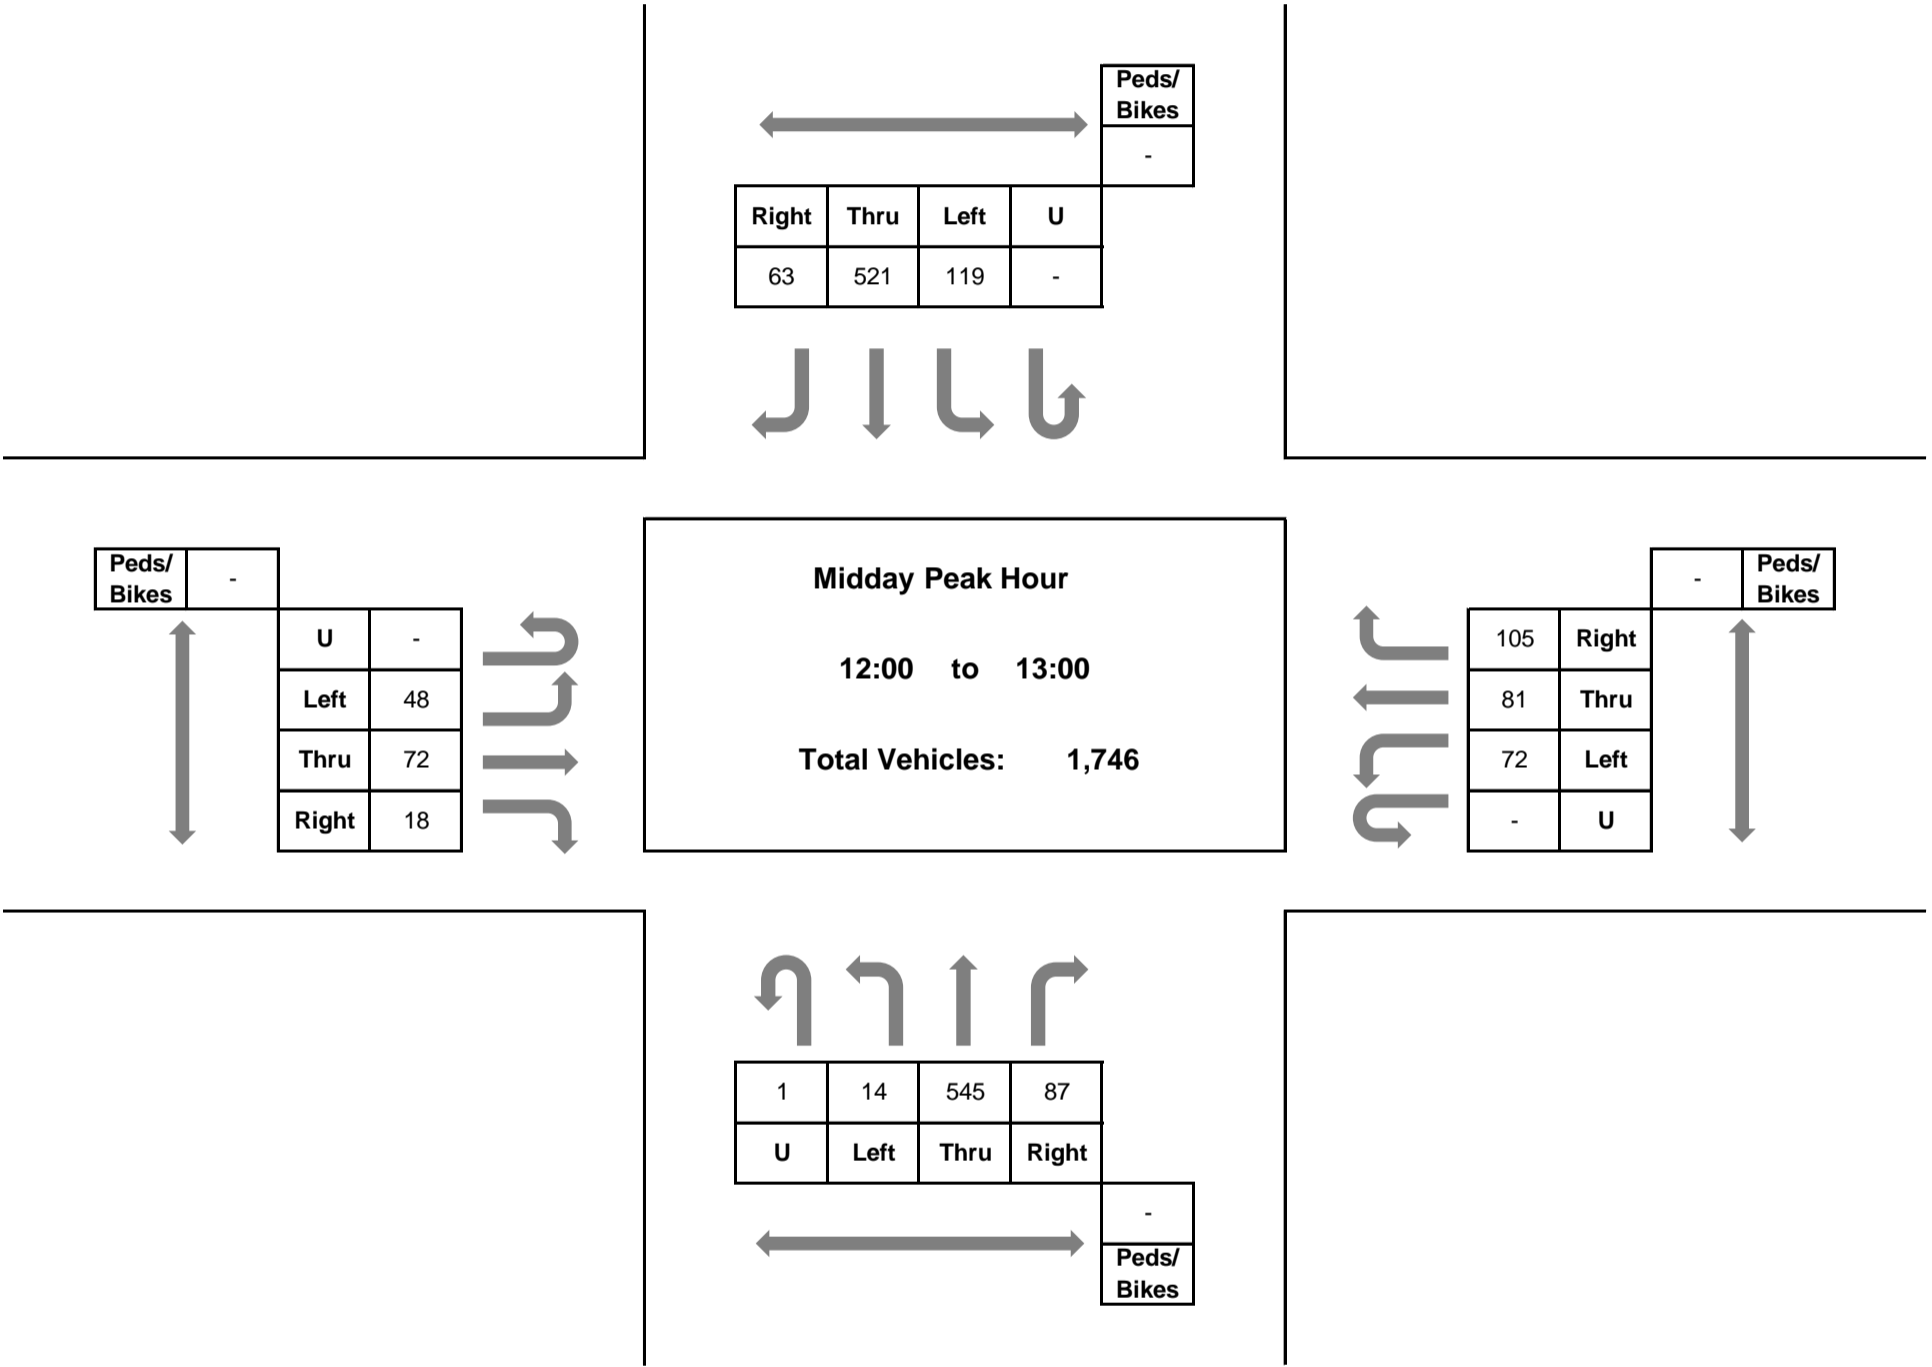 Peds/
Bikes
-
Right Thru Left U
63 521 119 -
Peds/
Bikes
-
U -
Left 48
Thru 72
Right 18
Midday Peak Hour
12:00 to 13:00
Total Vehicles: 1,746
- Peds/
Bikes
105 Right
81 Thru
72 Left
- U
1 14 545 87
U Left Thru Right
-
Peds/
Bikes